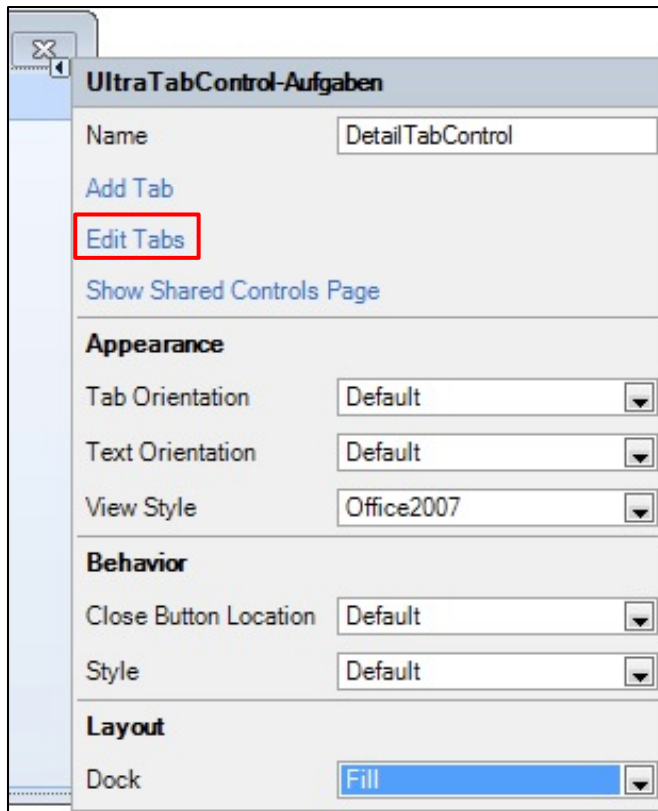 UltraTabControl-Aufgaben
Name DetailTabControl
Add Tab
Edit Tabs
Show Shared Controls Page
Appearance
Tab Orientation Default
Text Orientation Default
View Style Office2007
Behavior
Close Button Location Default
Style Default
Layout
Dock Fill